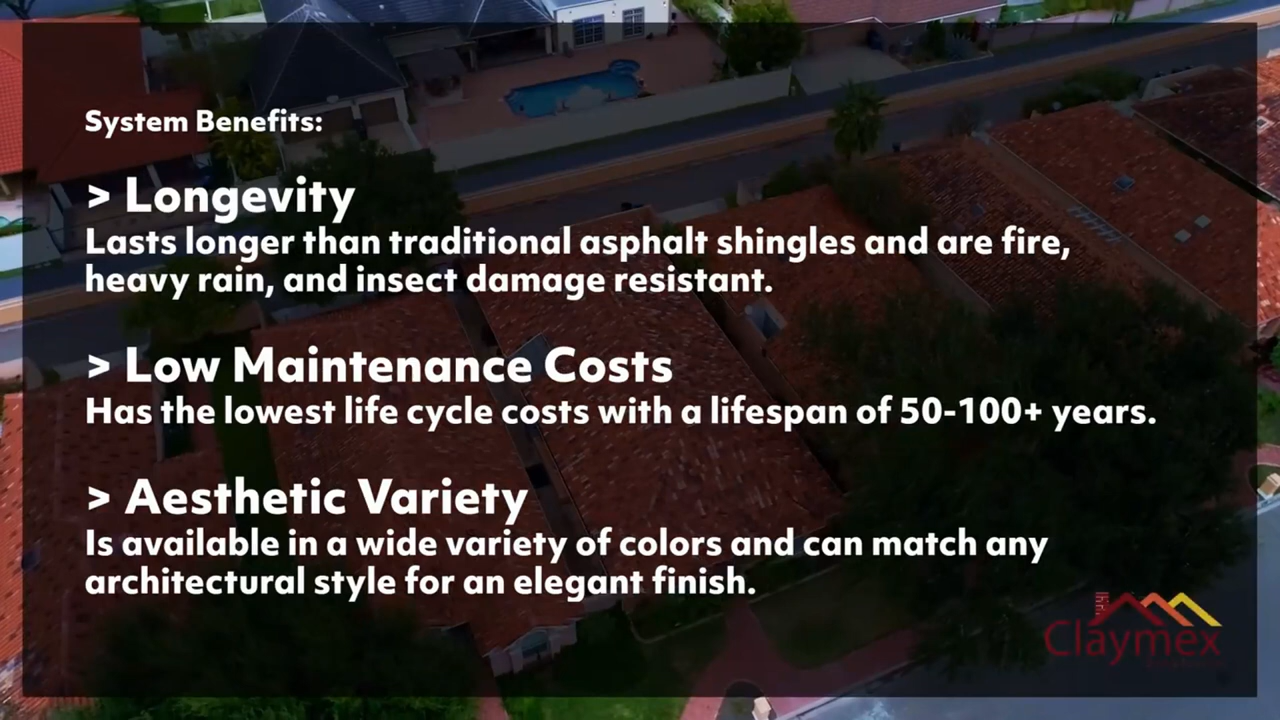 System Benefits:
> Longevity
Lasts longer than traditional asphalt shingles and are fire,
heavy rain, and insect damage resistant.
> Low Maintenance Costs
Has the lowest life cycle costs with a lifespan of 50-100+ years.
> Aesthetic Variety
Is available in a wide variety of colors and can match any
architectural style for an elegant finish.
Claymex